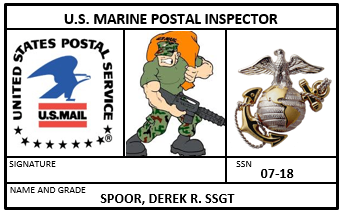 U.S. MARINE POSTAL INSPECTOR
UNITED STATES POSTAL SERVICE
U.S.MAIL
SIGNATURE
SSN
07-18
NAME AND GRADE
SPOOR, DEREK R. SSGT